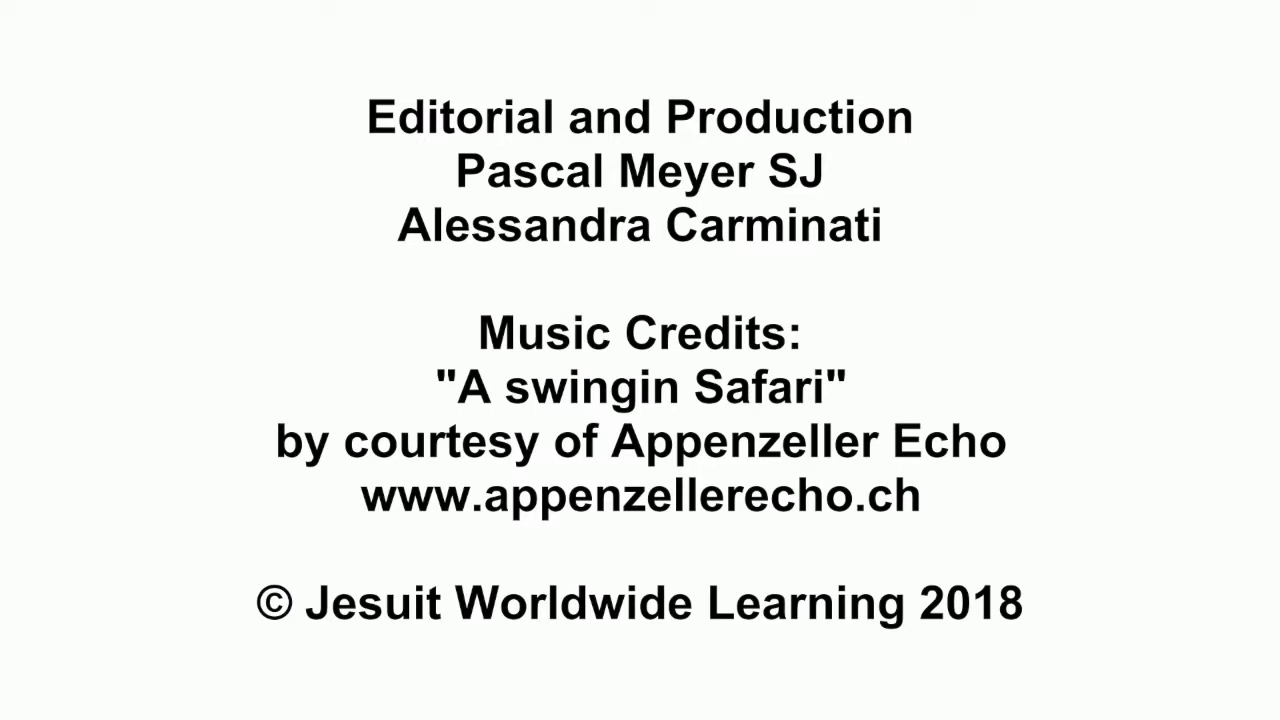 Editorial and Production
Pascal Meyer SJ
Alessandra Carminati
Music Credits:
"A swingin Safari"
by courtesy of Appenzeller Echo
www.appenzellerecho.ch
© Jesuit Worldwide Learning 2018